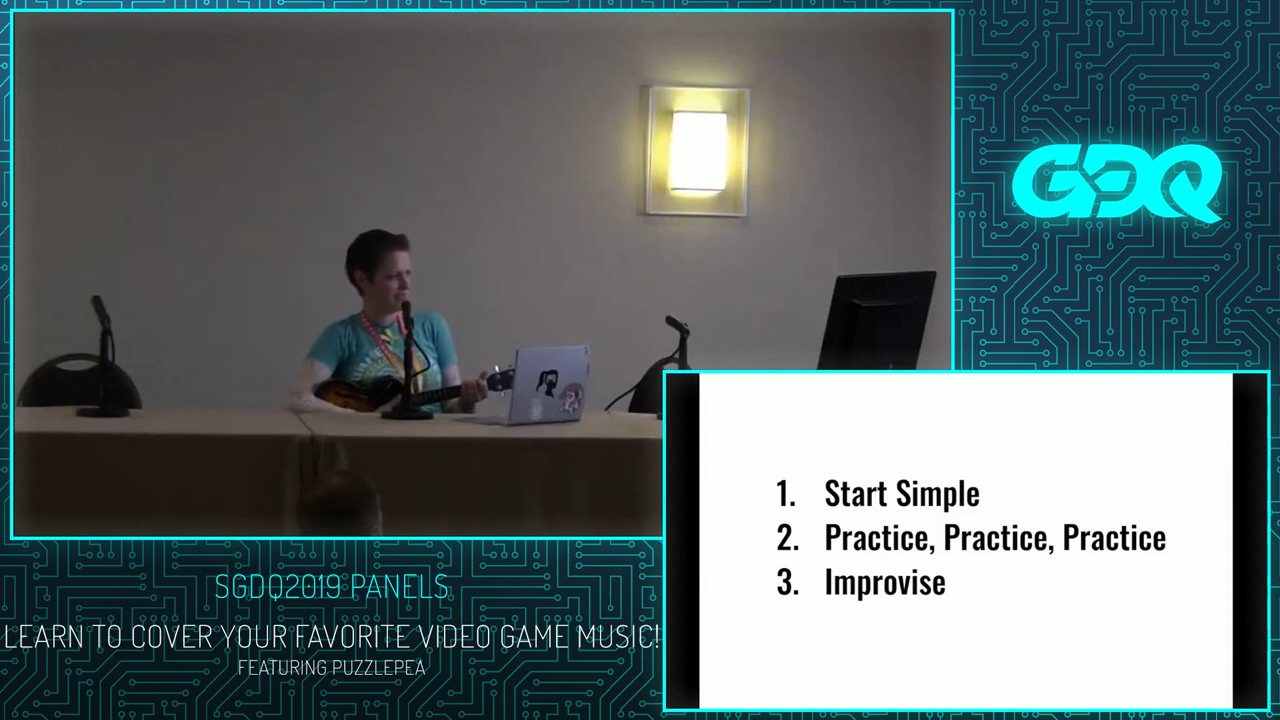 GDQ
1. Start Simple
2. Practice, Practice, Practice
3. Improvise
SGDQ2019 PANELS
LEARN TO COVER YOUR FAVORITE VIDEO GAME MUSIC!
FEATURING PUZZLEPEA